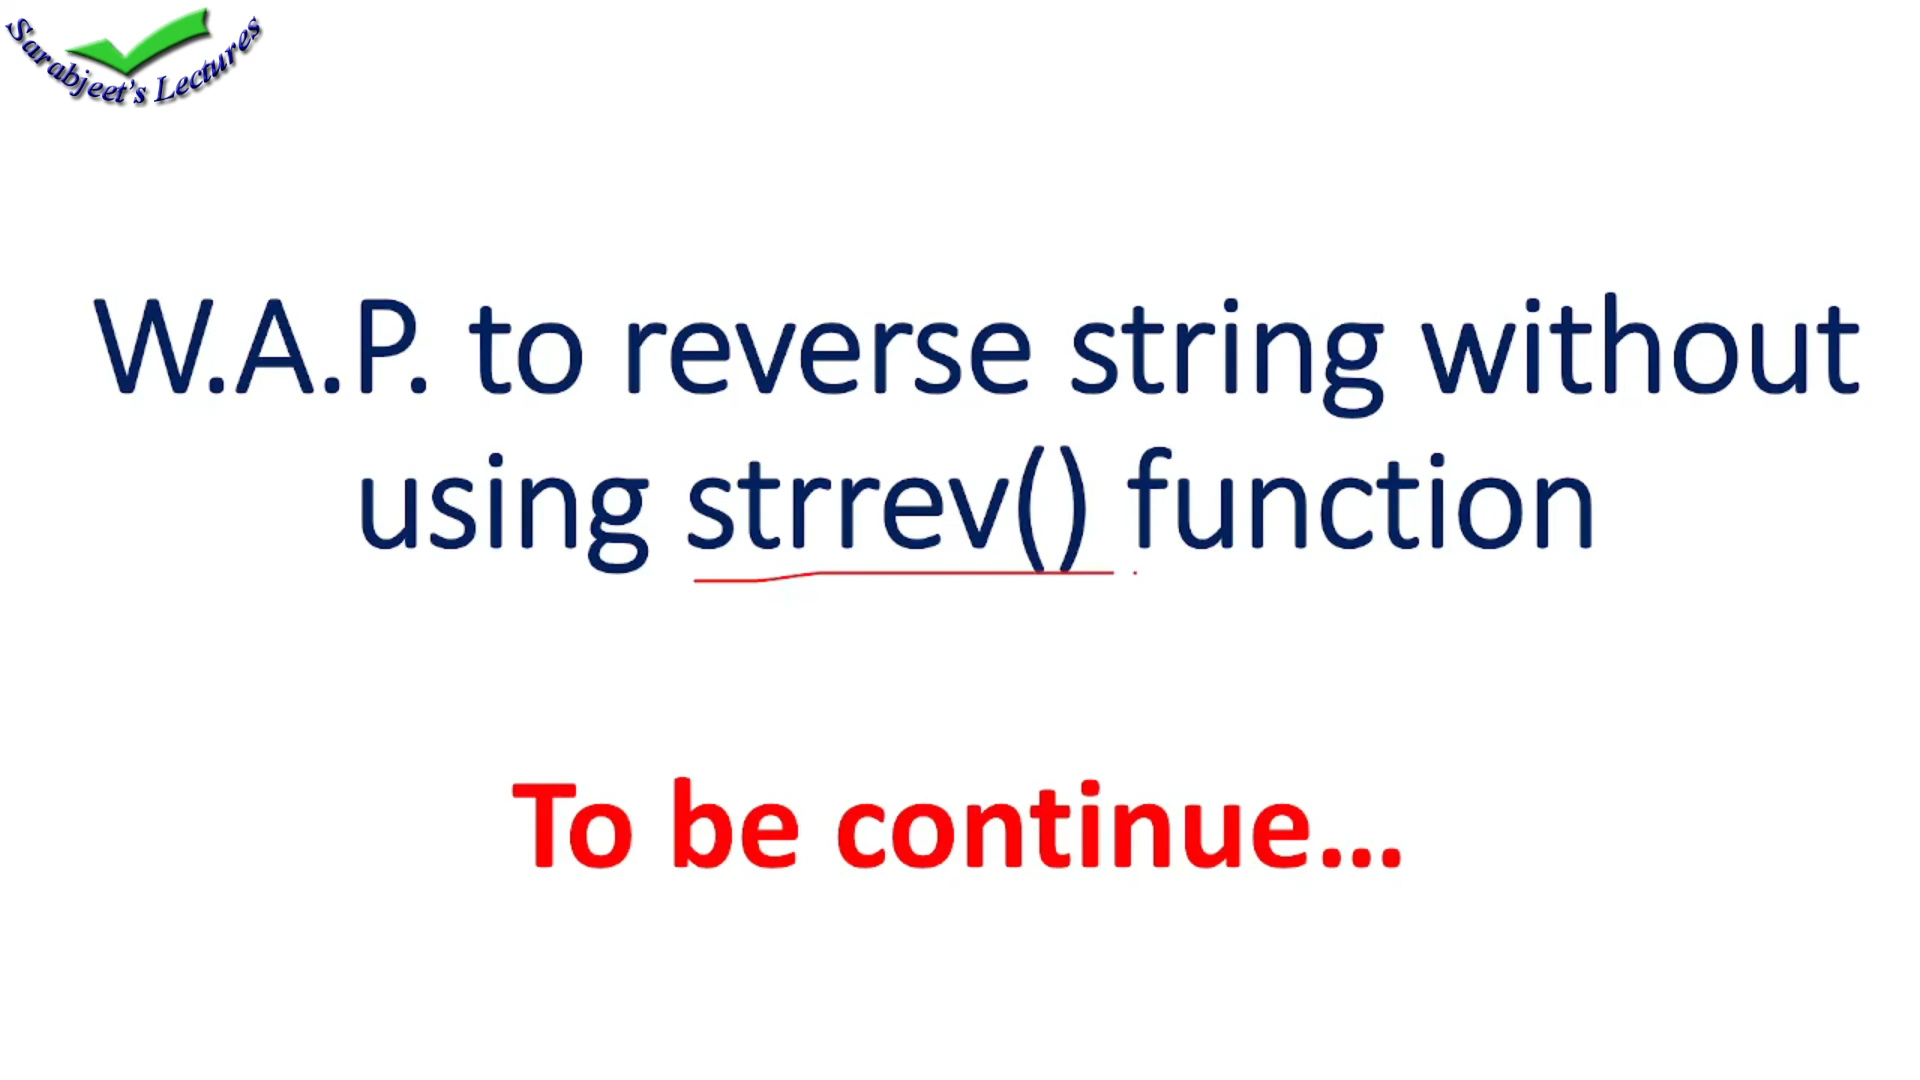 Sarabjeet's Lectures
W.A.P. to reverse string without
using strrev() function
To be continue...